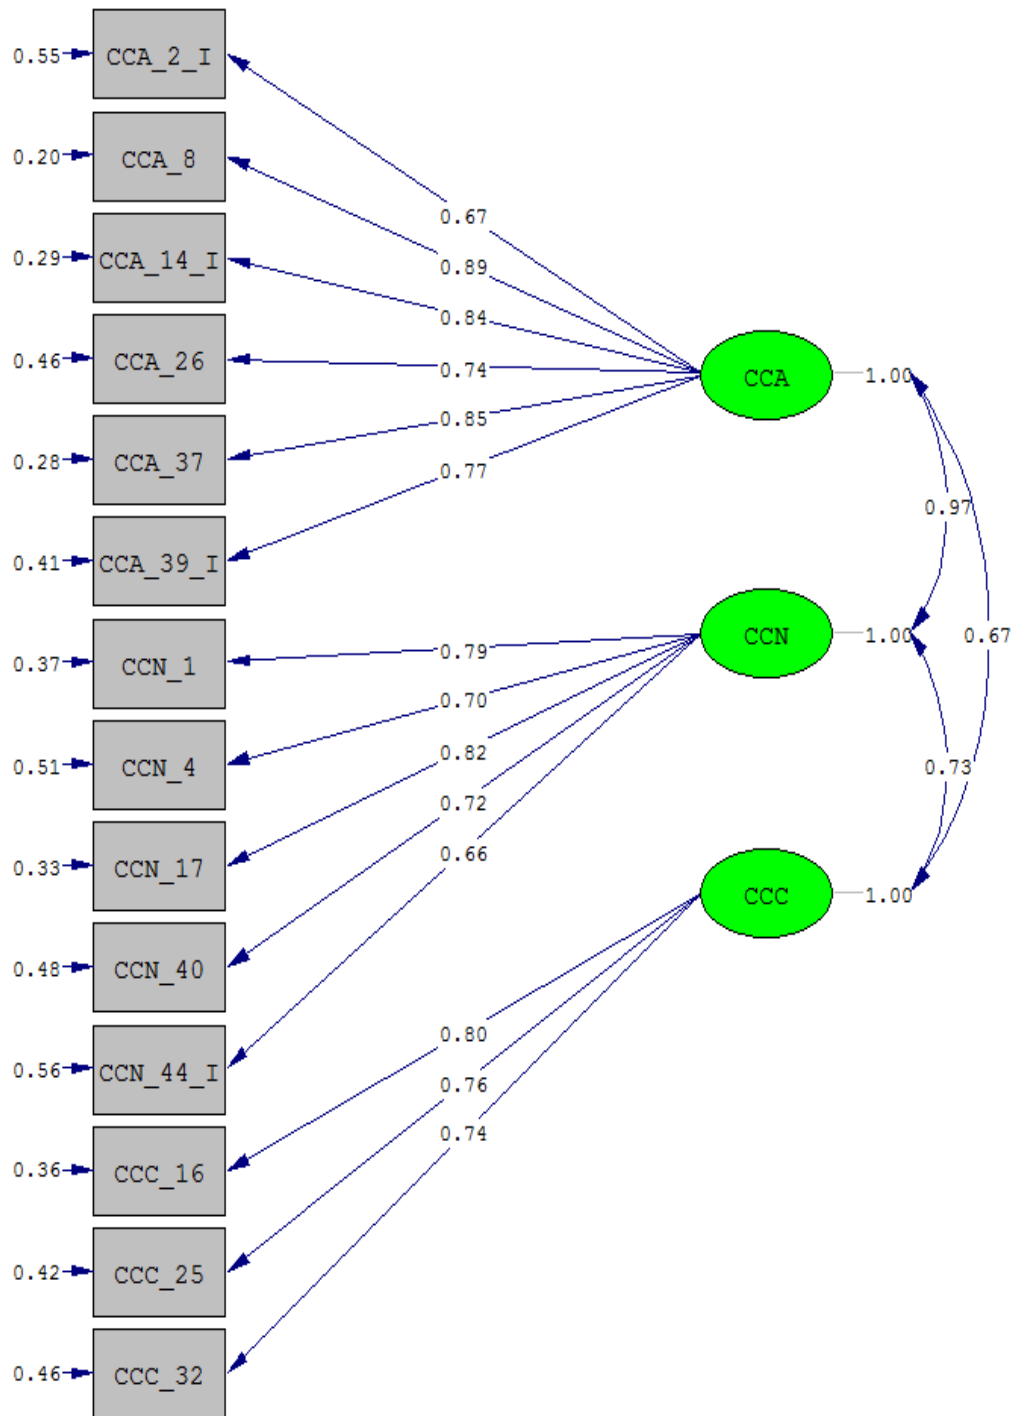 0.55 CCA_2_I
0.20 CCA_8
0.67
0.29 CCA_14_I
0.89
0.84
0.46 CCA_26
0.74
CCA 1.00
0.85
0.28 CCA_37
0.77
0.97
0.41 CCA_39_I
0.37 CCN_1
0.79
CCN 1.00
0.67
0.70
0.51 CCN_4
0.82
0.73
0.72
0.33 CCN_17
0.66
CCC 1.00
0.48 CCN_40
0.80
0.56 CCN_44_I
0.76
0.74
0.36 CCC_16
0.42 CCC_25
0.46 CCC_32